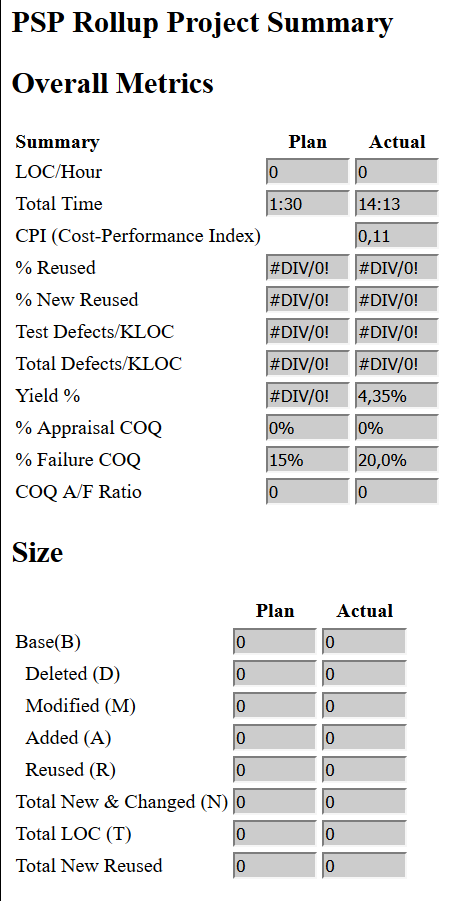 PSP Rollup Project Summary
Overall Metrics
Summary Plan Actual
LOC/Hour 0 0
Total Time 1:30 14:13
CPI (Cost-Performance Index) 0,11
% Reused #DIV/0! #DIV/0!
% New Reused #DIV/0! #DIV/0!
Test Defects/KLOC #DIV/0! #DIV/0!
Total Defects/KLOC #DIV/0! #DIV/0!
Yield % #DIV/0! 4,35%
% Appraisal COQ 0% 0%
% Failure COQ 15% 20,0%
COQ A/F Ratio 0 0
Size
Plan Actual
Base(B) 0 0
Deleted (D) 0 0
Modified (M) 0 0
Added (A) 0 0
Reused (R) 0 0
Total New & Changed (N) 0 0
Total LOC (T) 0 0
Total New Reused 0 0